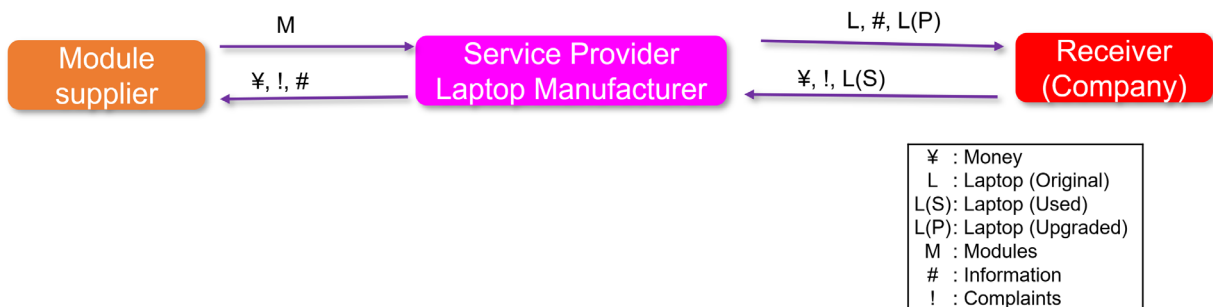 M
L, #, L(P)
Module
supplier
Service Provider
Laptop Manufacturer
Receiver
(Company)
¥, !, #
¥, !, L(S)
¥ : Money
L : Laptop (Original)
L(S): Laptop (Used)
L(P): Laptop (Upgraded)
M : Modules
# : Information
! : Complaints